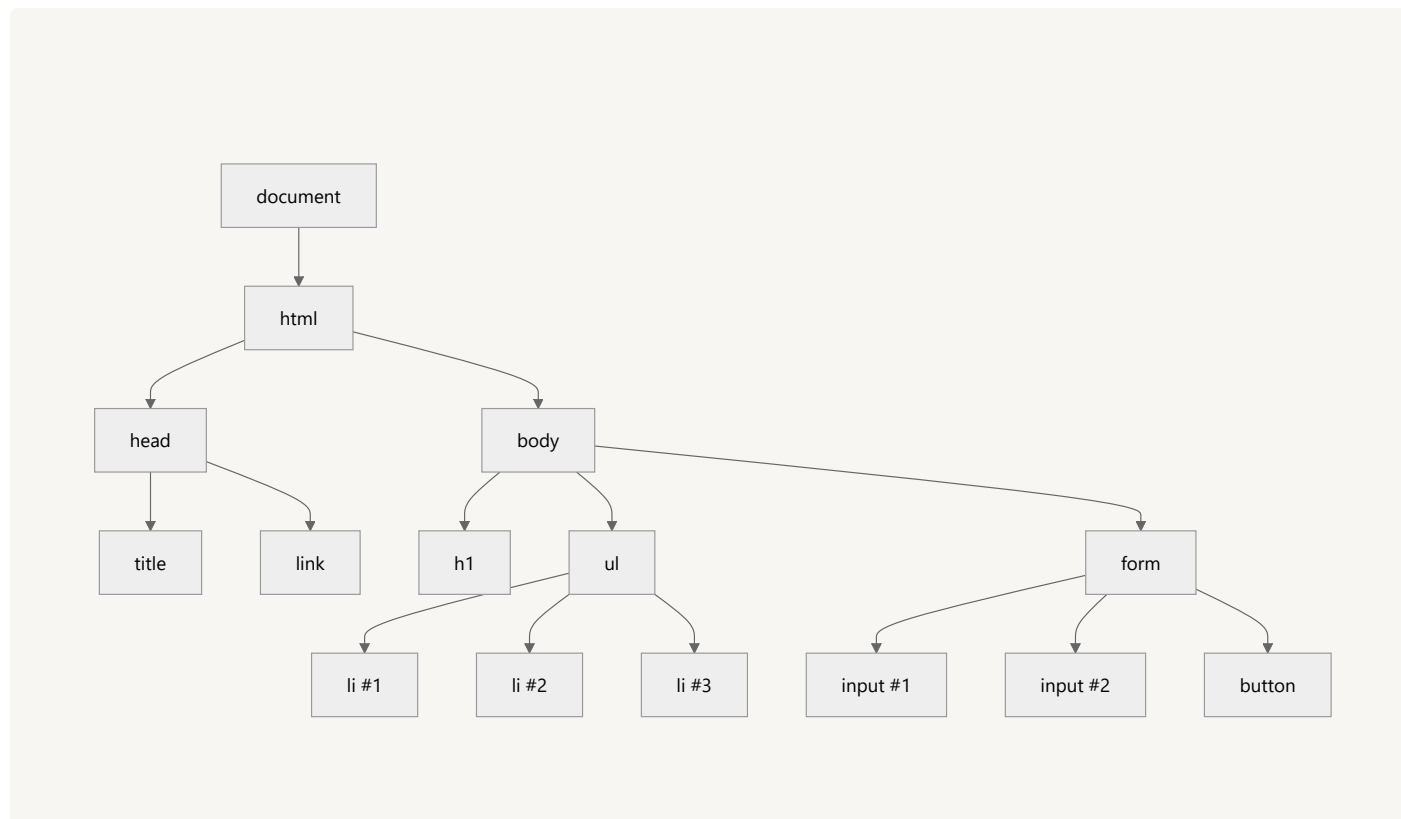 document
html
head
body
title
link
h1
ul
form
li #1
li #2
li #3
input #1
input #2
button